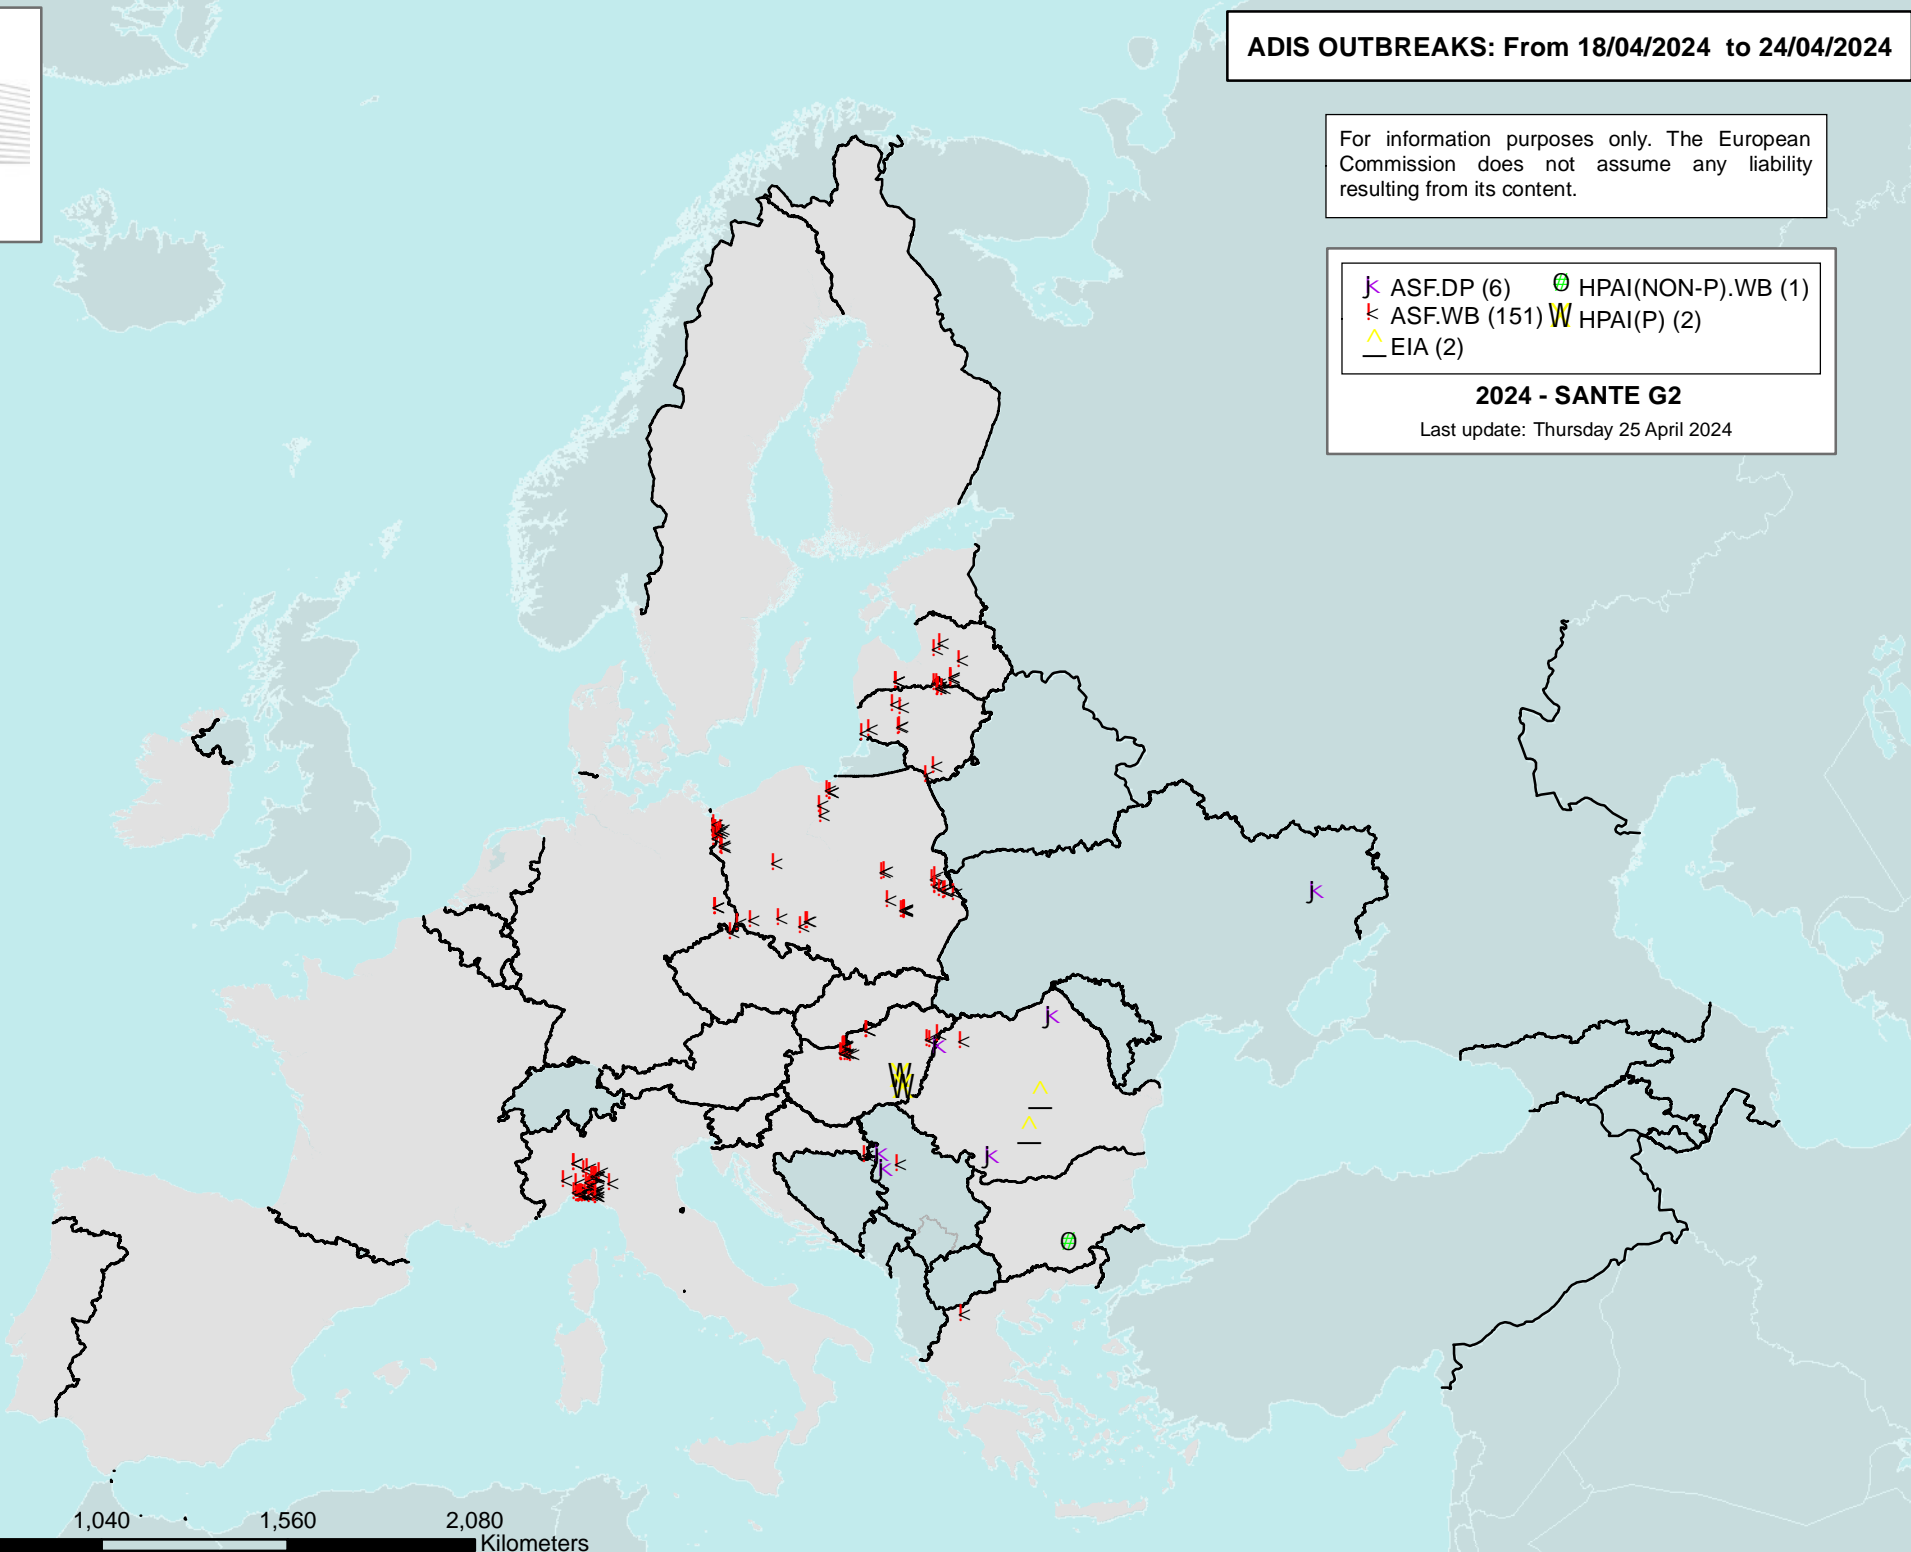 ADIS OUTBREAKS: From 18/04/2024 to 24/04/2024
For information purposes only. The European
Commission does not assume any liability
resulting from its content.
ASF.DP (6)
HPAI(NON-P).WB (1)
ASF.WB (151)
HPAI(P) (2)
EIA (2)
2024 - SANTE G2
Last update: Thursday 25 April 2024
1,040 1,560 2,080
Kilometers